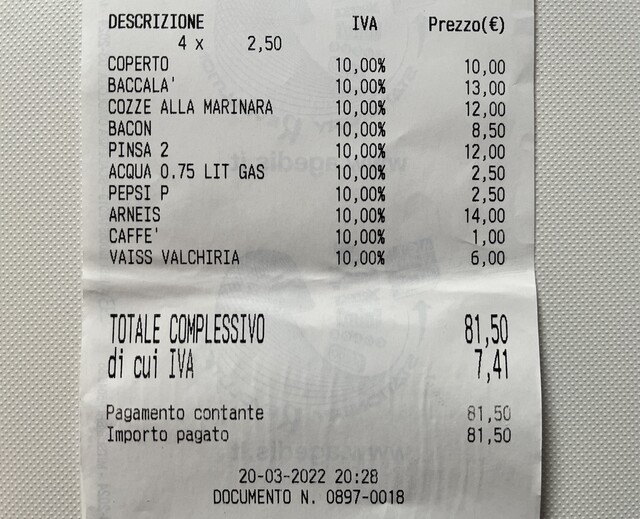 DESCRIZIONE IVA Prezzo(€)
4 x 2,50
COPERTO 10,00% 10,00
BACCALA' 10,00% 13,00
COZZE ALLA MARINARA 10,00% 12,00
BACON 10,00% 8,50
PINSA 2 10,00% 12,00
ACQUA 0.75 LIT GAS 10,00% 2,50
PEPSI P 10,00% 2,50
ARNEIS 10,00% 14,00
CAFFE' 10,00% 1,00
VAISS VALCHIRIA 10,00% 6,00
TOTALE COMPLESSIVO 81,50
di cui IVA 7,41
Pagamento contante 81,50
Importo pagato 81,50
20-03-2022 20:28
DOCUMENTO N. 0897-0018